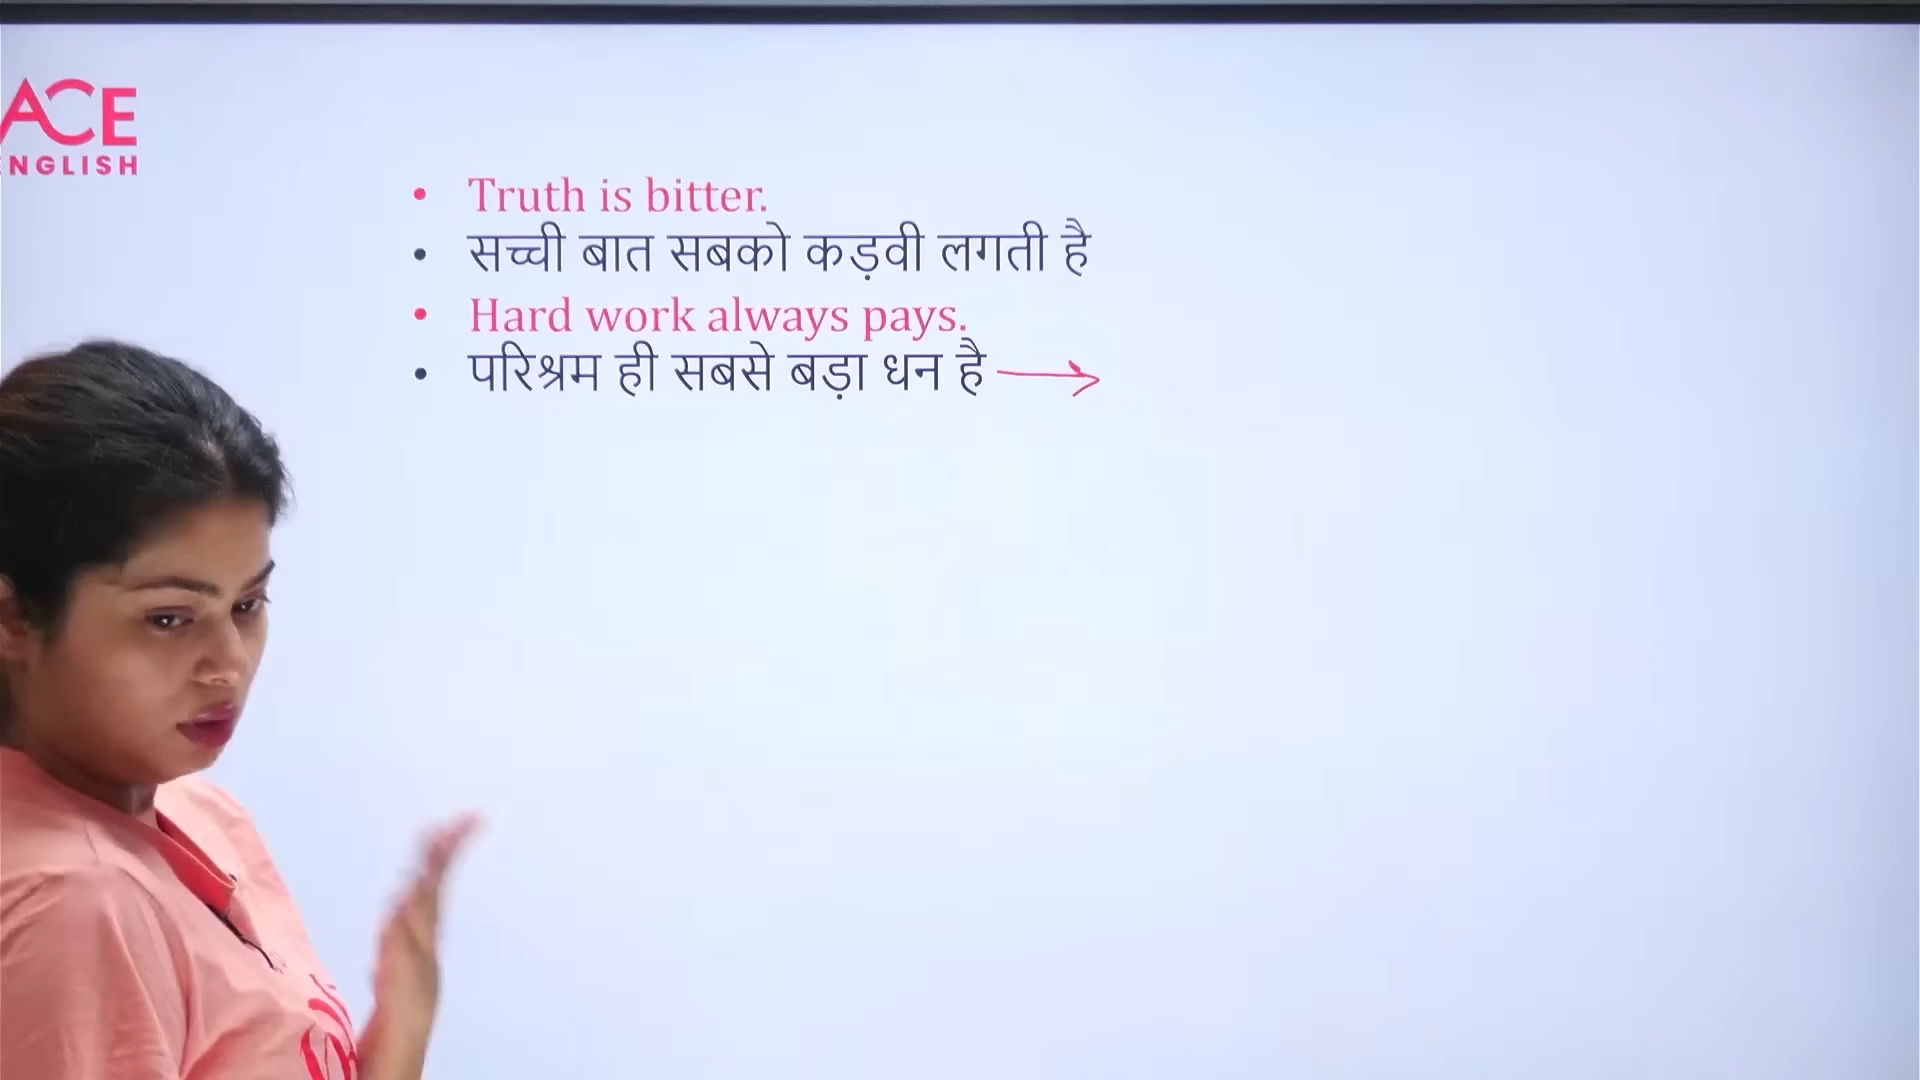 ACE
ENGLISH
• Truth is bitter.
• सच्ची बात सबको कड़वी लगती है
• Hard work always pays.
• परिश्रम ही सबसे बड़ा धन है